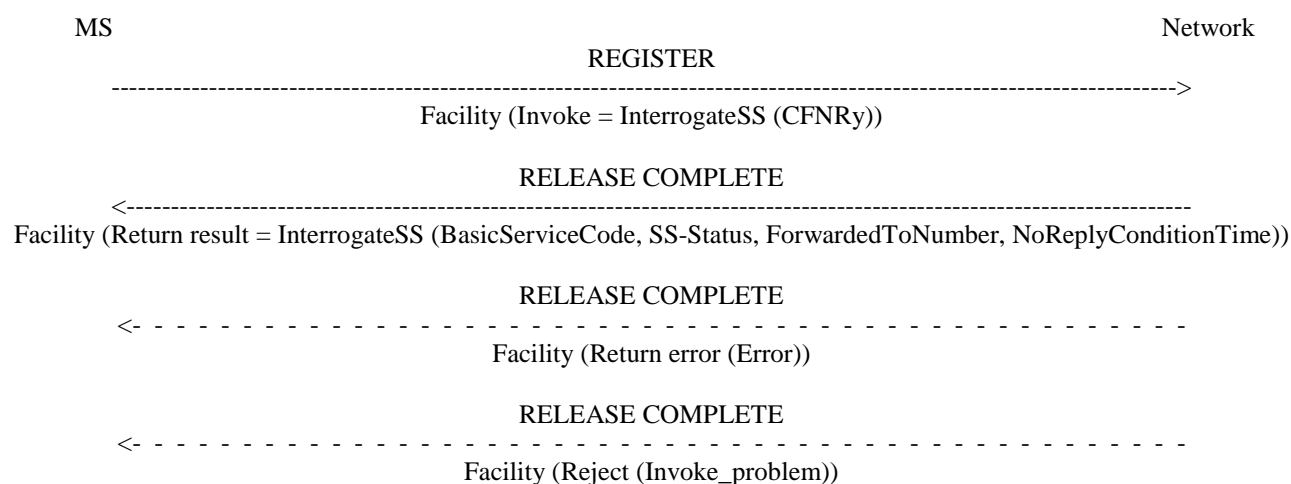 MS Network
REGISTER
Facility (Invoke = InterrogateSS (CFNRy))
RELEASE COMPLETE
Facility (Return result = InterrogateSS (BasicServiceCode, SS-Status, ForwardedToNumber, NoReplyConditionTime))
RELEASE COMPLETE
Facility (Return error (Error))
RELEASE COMPLETE
Facility (Reject (Invoke_problem))